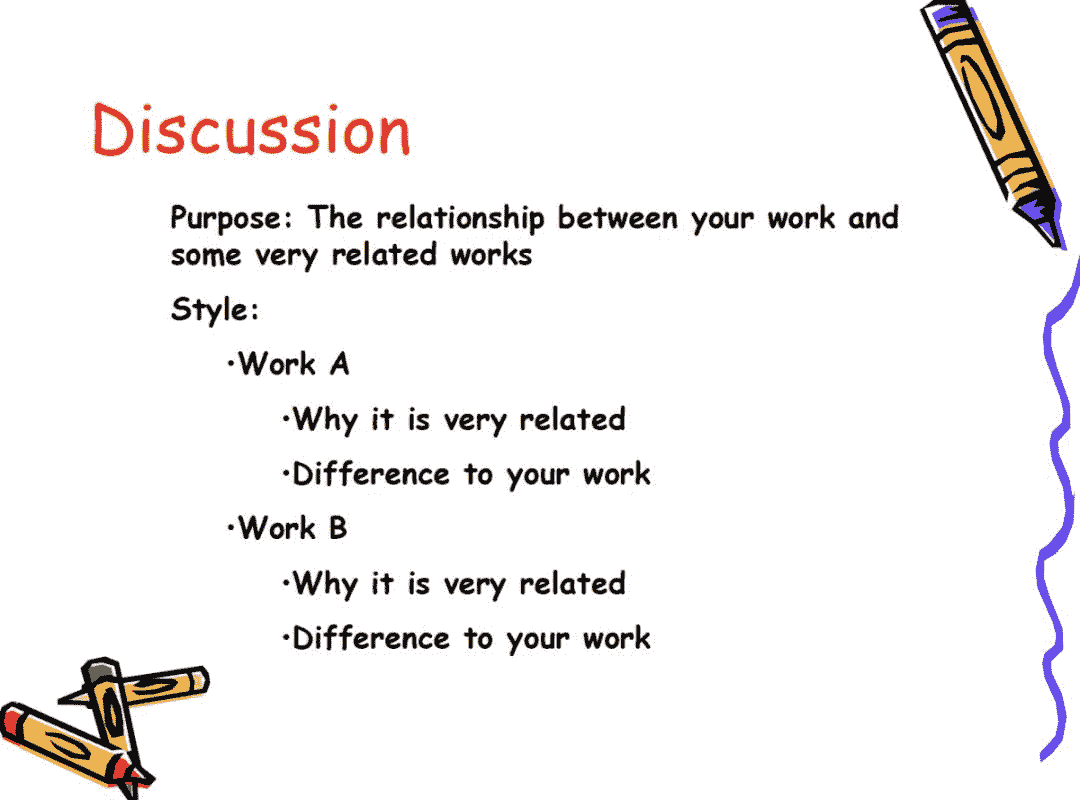 Discussion
Purpose: The relationship between your work and
some very related works
Style:
•Work A
•Why it is very related
•Difference to your work
•Work B
•Why it is very related
•Difference to your work